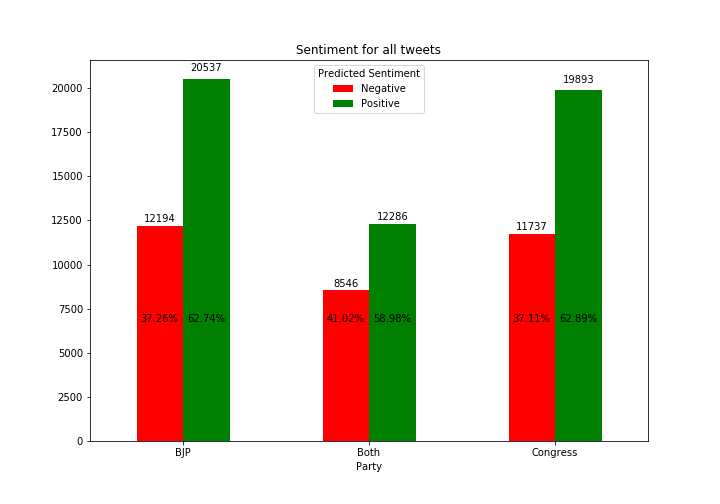 Sentiment for all tweets
Predicted Sentiment
Negative
Positive
20000
17500
15000
12500
10000
7500
5000
2500
0
12194
20537
8546
12286
11737
19893
37.26%
62.74%
41.02%
58.98%
37.11%
62.89%
BJP
Both
Congress
Party